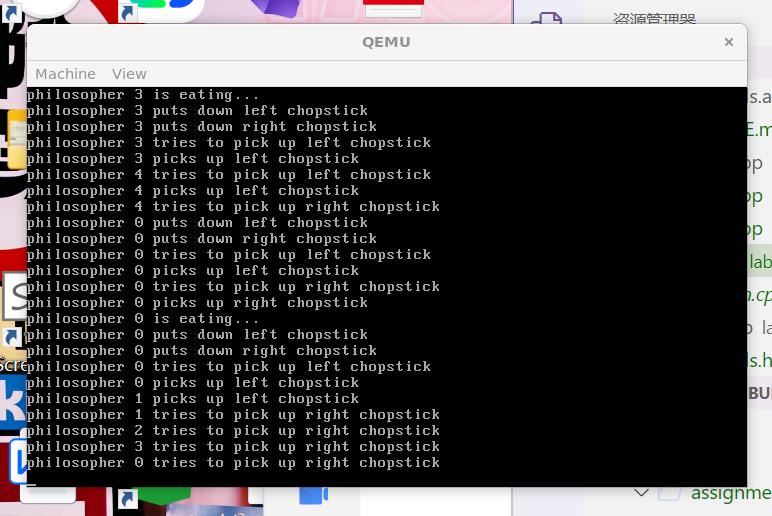 资源管理器
QEMU
Machine View
philosopher 3 is eating...
philosopher 3 puts down left chopstick
philosopher 3 puts down right chopstick
philosopher 3 tries to pick up left chopstick
philosopher 3 picks up left chopstick
philosopher 4 tries to pick up left chopstick
philosopher 4 picks up left chopstick
philosopher 4 tries to pick up right chopstick
philosopher 0 puts down left chopstick
philosopher 0 puts down right chopstick
philosopher 0 tries to pick up left chopstick
philosopher 0 picks up left chopstick
philosopher 0 tries to pick up right chopstick
philosopher 0 picks up right chopstick
philosopher 0 is eating...
philosopher 0 puts down left chopstick
philosopher 0 puts down right chopstick
philosopher 0 tries to pick up left chopstick
philosopher 0 picks up left chopstick
philosopher 1 picks up left chopstick
philosopher 1 tries to pick up right chopstick
philosopher 2 tries to pick up right chopstick
philosopher 3 tries to pick up right chopstick
philosopher 0 tries to pick up right chopstick
assignme